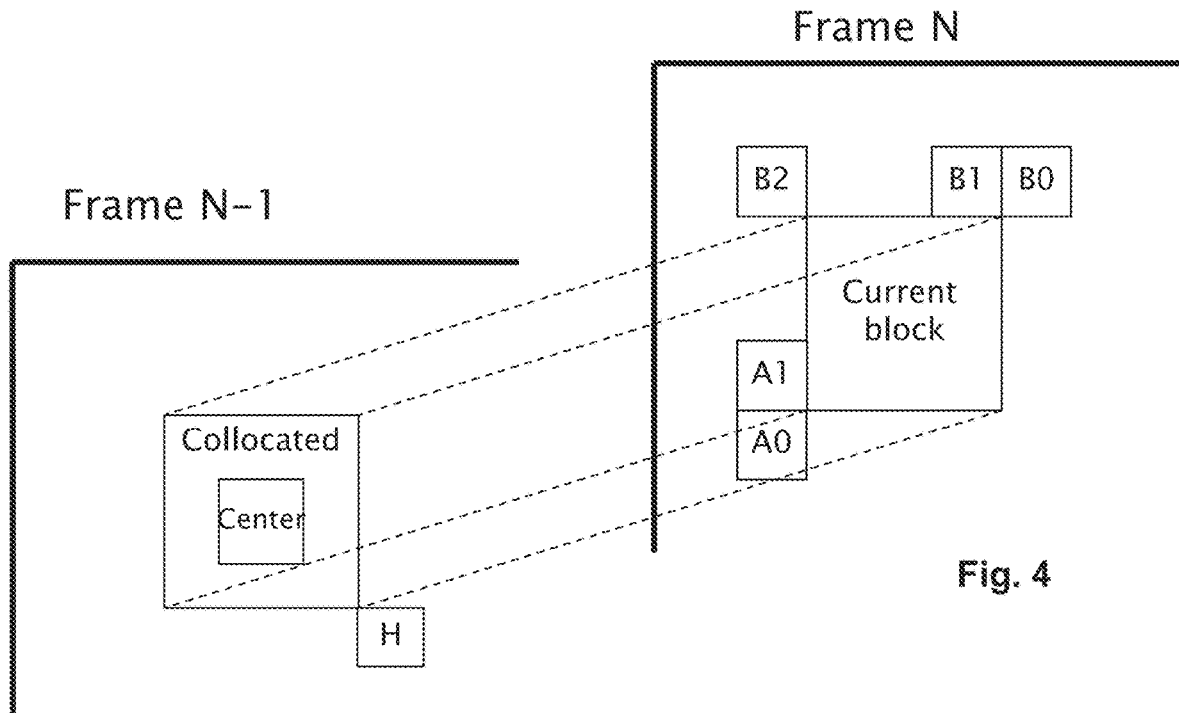 Frame N
B2
B1
B0
Frame N-1
Current
block
A1
A0
Collocated
Center
H
Fig. 4